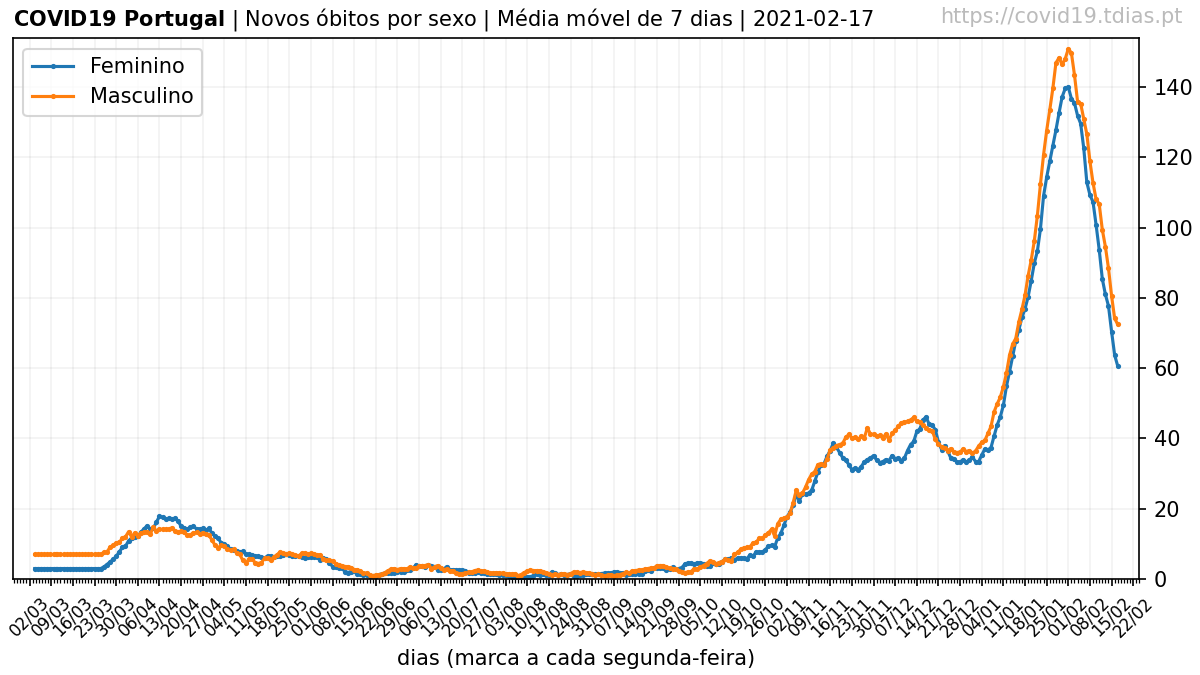 COVID19 Portugal | Novos óbitos por sexo | Média móvel de 7 dias | 2021-02-17
https://covid19.tdias.pt
Feminino
Masculino
140
120
100
80
60
40
20
0
02/03 09/03 16/03 23/03 30/03 06/04 13/04 20/04 27/04 04/05 11/05 18/05 25/05 01/06 08/06 15/06 22/06 29/06 06/07 13/07 20/07 27/07 03/08 10/08 17/08 24/08 31/08 07/09 14/09 21/09 28/09 05/10 12/10 19/10 26/10 02/11 09/11 16/11 23/11 30/11 07/12 14/12 21/12 28/12 04/01 11/01 18/01 25/01 01/02 08/02 15/02 22/02
dias (marca a cada segunda-feira)